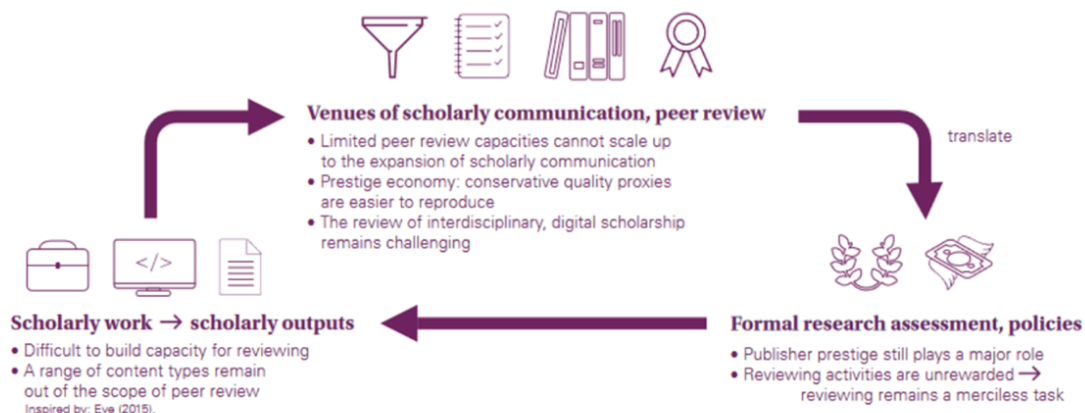 Venues of scholarly communication, peer review
• Limited peer review capacities cannot scale up
to the expansion of scholarly communication
• Prestige economy: conservative quality proxies
are easier to reproduce
• The review of interdisciplinary, digital scholarship
remains challenging
translate
</>
Scholarly work → scholarly outputs
• Difficult to build capacity for reviewing
• A range of content types remain
out of the scope of peer review
Inspired by: Eve (2015).
Formal research assessment, policies
• Publisher prestige still plays a major role
• Reviewing activities are unrewarded →
reviewing remains a merciless task